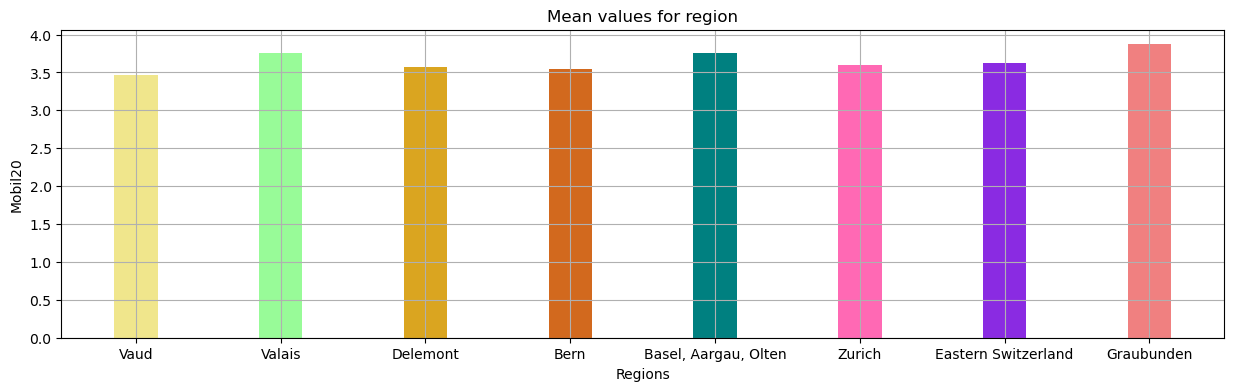 Mean values for region
4.0
3.5
3.0
2.5
2.0
1.5
1.0
0.5
0.0
Mobil20
Vaud Valais Delemont Bern Basel, Aargau, Olten Zurich Eastern Switzerland Graubunden
Regions